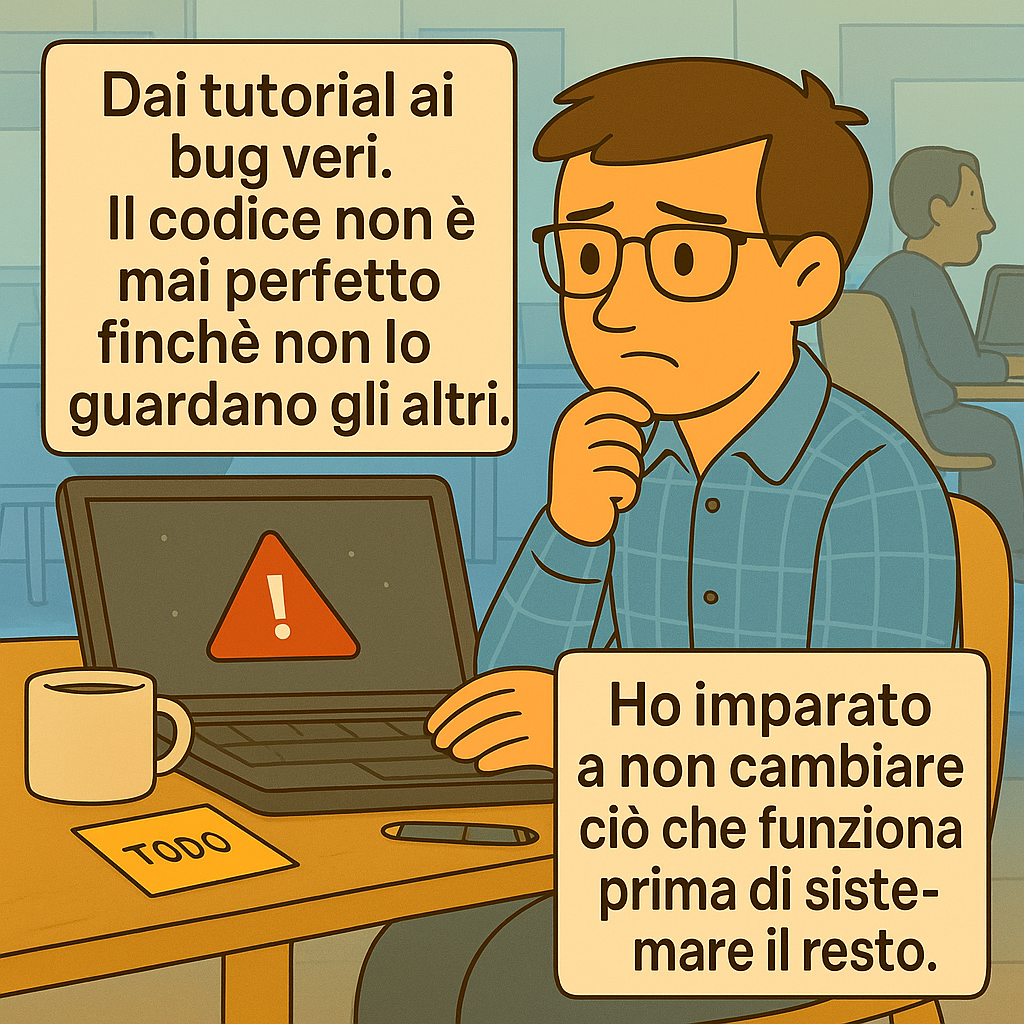 Dai tutorial ai
bug veri.
Il codice non è
mai perfetto
finchè non lo
guardano gli altri.
TODO
Ho imparato
a non cambiare
ciò che funziona
prima di siste-
mare il resto.